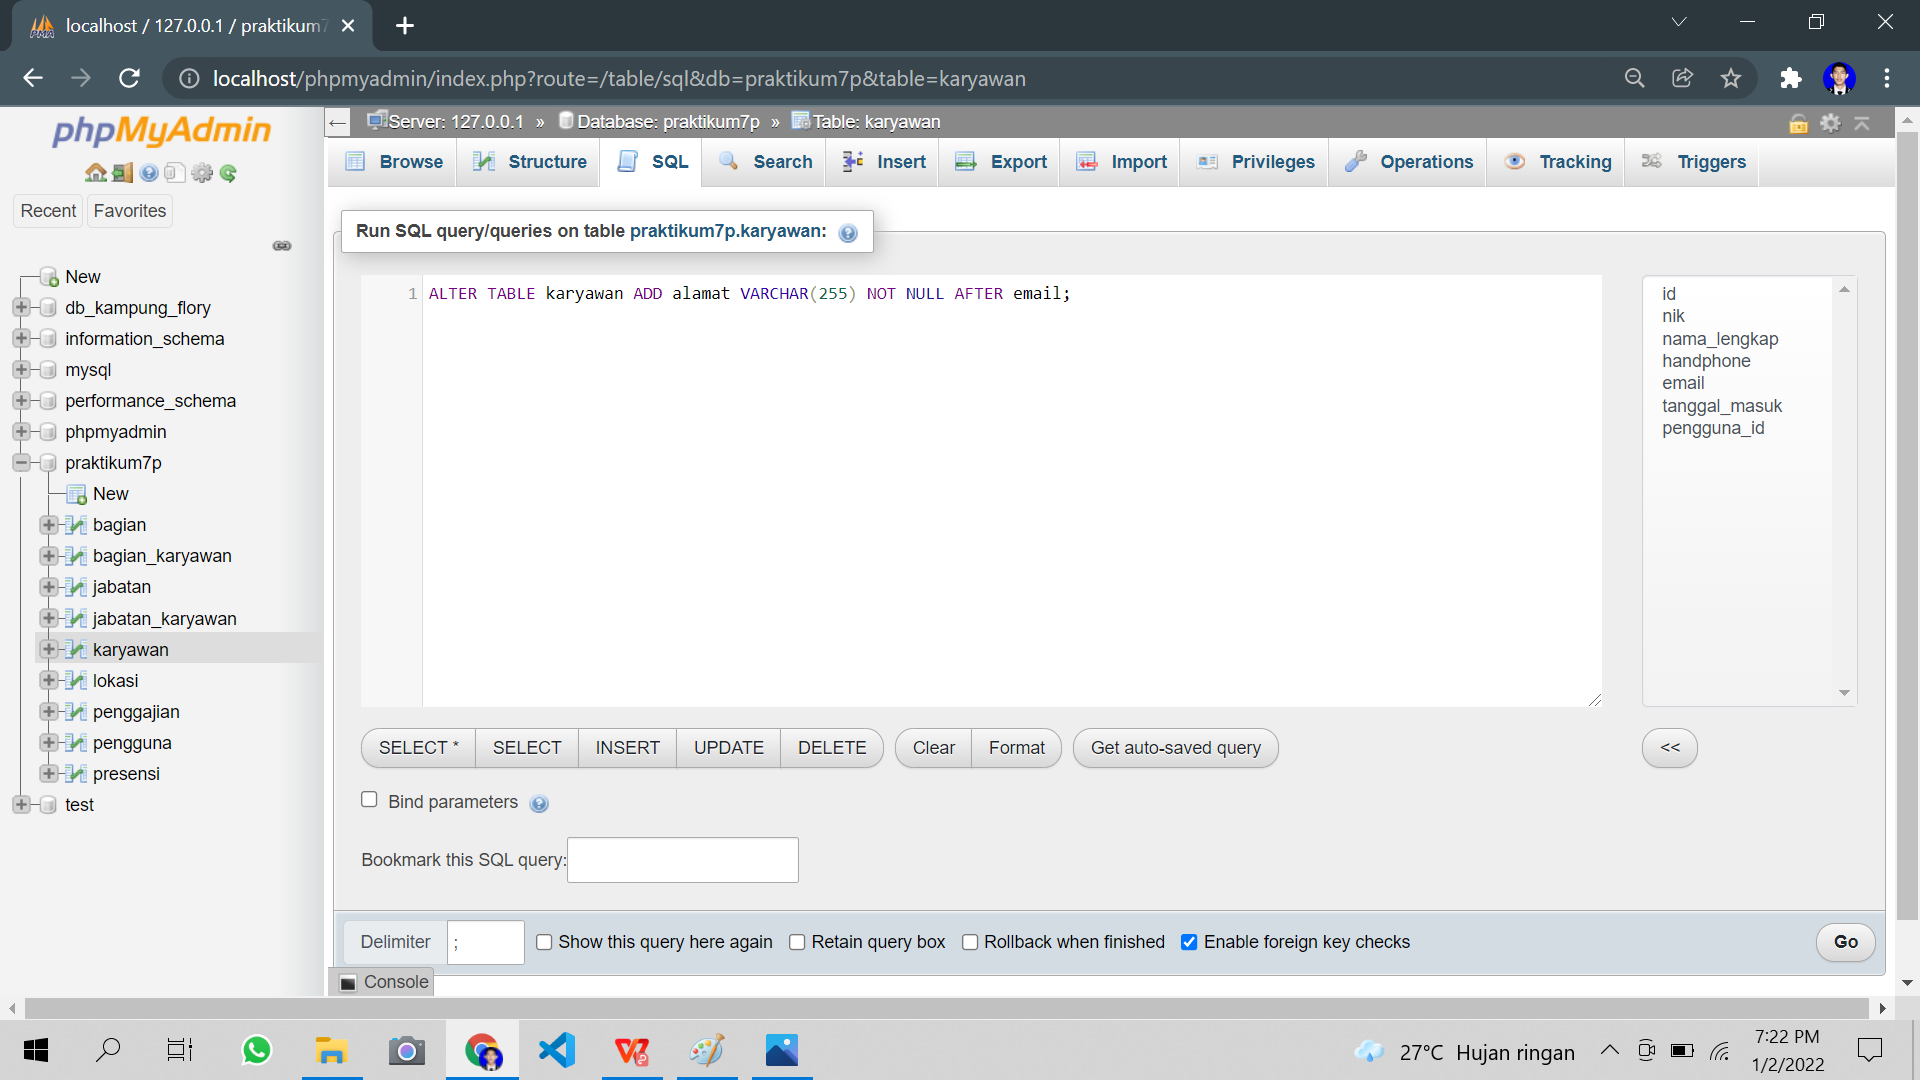 localhost / 127.0.0.1 / praktikum7
localhost/phpmyadmin/index.php?route=/table/sql&db=praktikum7p&table=karyawan
phpMyAdmin
Recent
Favorites
New
db_kampung_flory
information_schema
mysql
performance_schema
phpmyadmin
praktikum7p
New
bagian
bagian_karyawan
jabatan
jabatan_karyawan
karyawan
lokasi
penggajian
pengguna
presensi
test
Server: 127.0.0.1 » Database: praktikum7p » Table: karyawan
Browse Structure SQL Search Insert Export Import Privileges Operations Tracking Triggers
Run SQL query/queries on table praktikum7p.karyawan:
1 ALTER TABLE karyawan ADD alamat VARCHAR(255) NOT NULL AFTER email;
id
nik
nama_lengkap
handphone
email
tanggal_masuk
pengguna_id
SELECT * SELECT INSERT UPDATE DELETE Clear Format Get auto-saved query <<
Bind parameters
Bookmark this SQL query:
Delimiter ; Show this query here again Retain query box Rollback when finished Enable foreign key checks Go
Console
27°C Hujan ringan
7:22 PM
1/2/2022